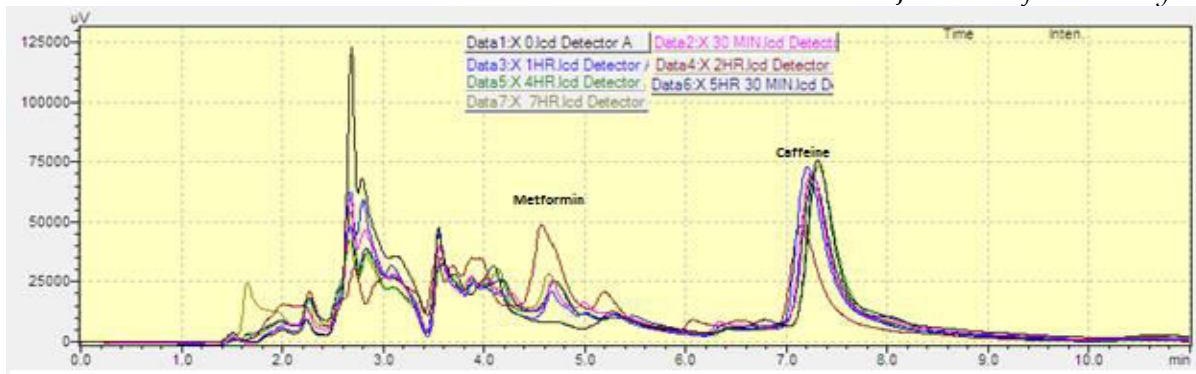 uV
125000
Data1:X 0.lcd Detector A Data2:X 30 MIN.lcd Detect
Time Inten.
Data3:X 1HR.lcd Detector Data4:X 2HR.lcd Detector
Data5:X 4HR.lcd Detector Data6:X 5HR 30 MIN.lcd D
Data7:X 7HR.lcd Detector
100000
75000
Caffeine
Metformin
50000
25000
0
0.0 1.0 2.0 3.0 4.0 5.0 6.0 7.0 8.0 9.0 10.0 min